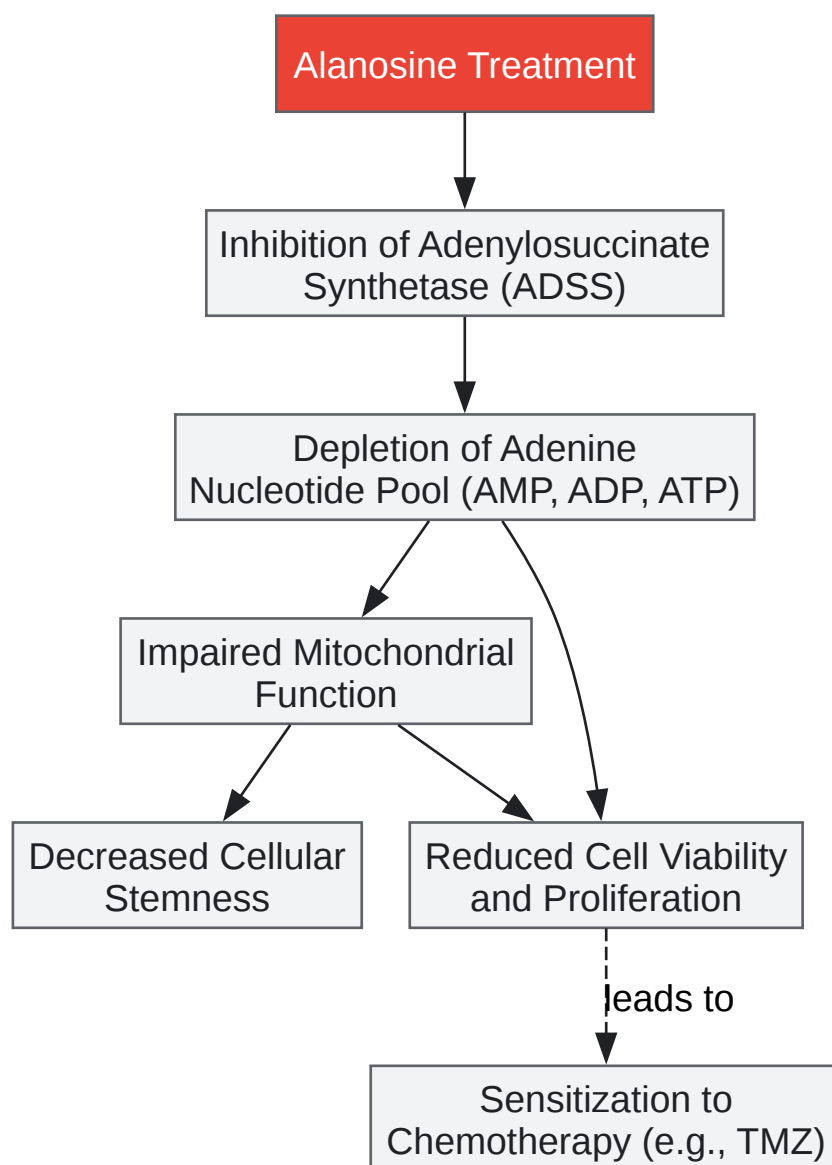 Alanosine Treatment
Inhibition of Adenylosuccinate
Synthetase (ADSS)
Depletion of Adenine
Nucleotide Pool (AMP, ADP, ATP)
Impaired Mitochondrial
Function
Decreased Cellular
Stemness
Reduced Cell Viability
and Proliferation
leads to
Sensitization to
Chemotherapy (e.g., TMZ)